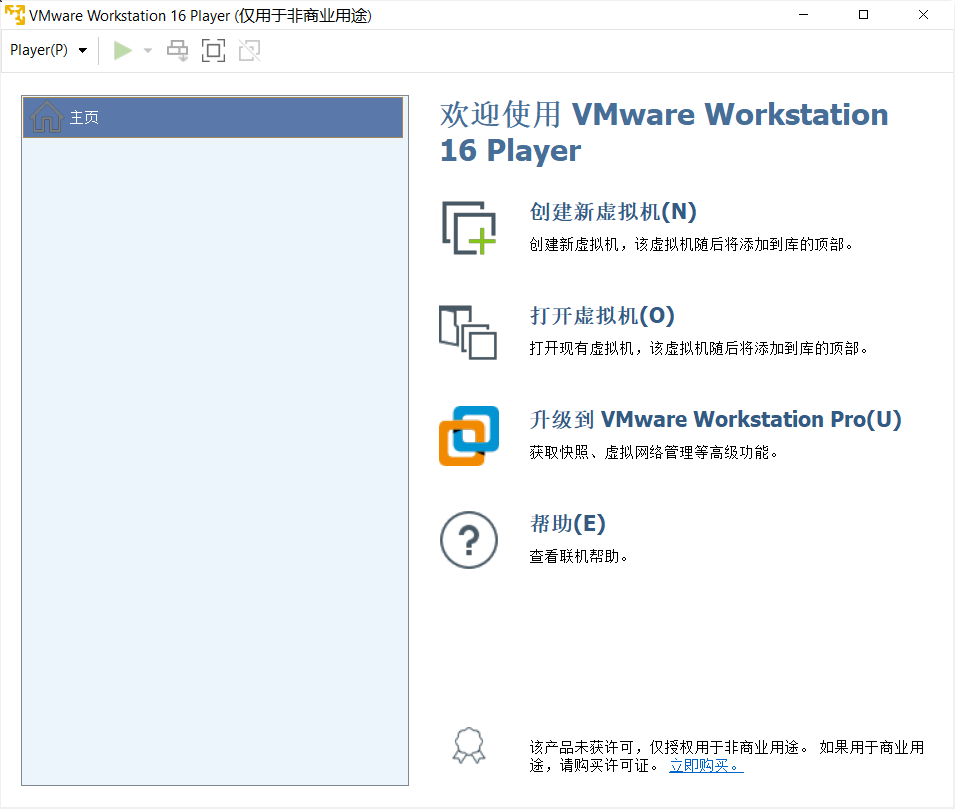 VMware Workstation 16 Player (仅用于非商业用途)
Player(P)
主页
欢迎使用 VMware Workstation
16 Player
创建新虚拟机(N)
创建新虚拟机，该虚拟机随后将添加到库的顶部。
打开虚拟机(O)
打开现有虚拟机，该虚拟机随后将添加到库的顶部。
升级到 VMware Workstation Pro(U)
获取快照、虚拟网络管理等高级功能。
帮助(E)
查看联机帮助。
该产品未获许可，仅授权用于非商业用途。 如果用于商业用
途，请购买许可证。 立即购买。